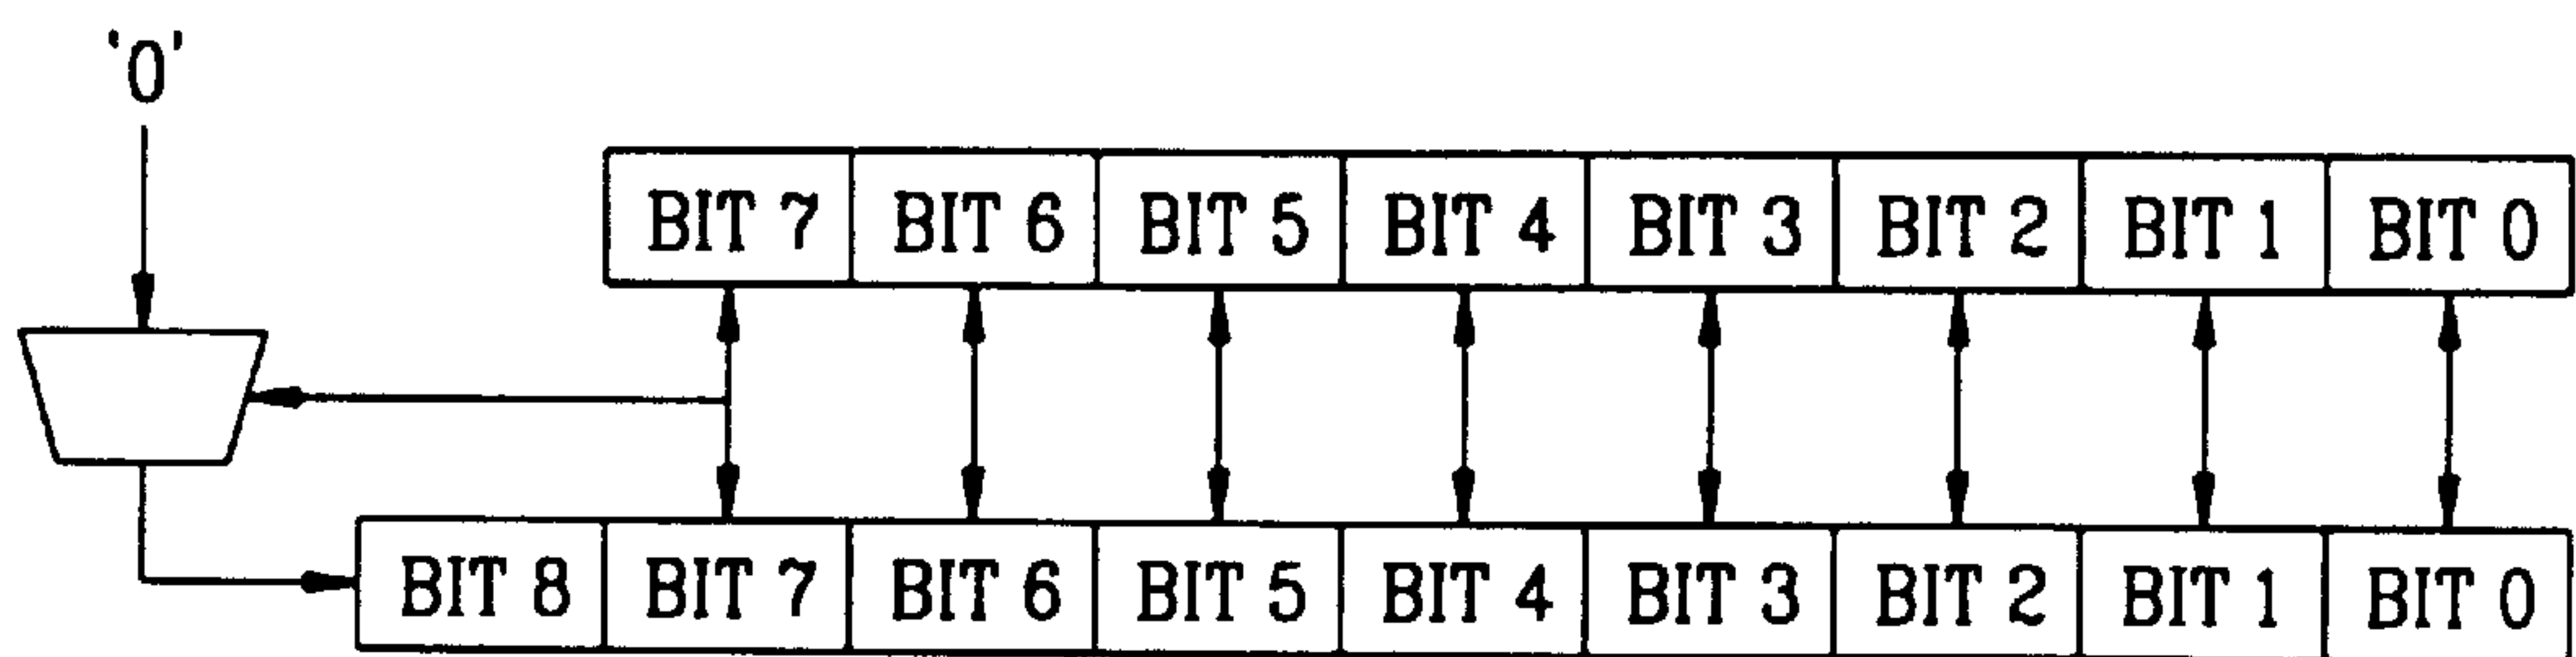 ‘0’
BIT 7 BIT 6 BIT 5 BIT 4 BIT 3 BIT 2 BIT 1 BIT 0
BIT 8 BIT 7 BIT 6 BIT 5 BIT 4 BIT 3 BIT 2 BIT 1 BIT 0